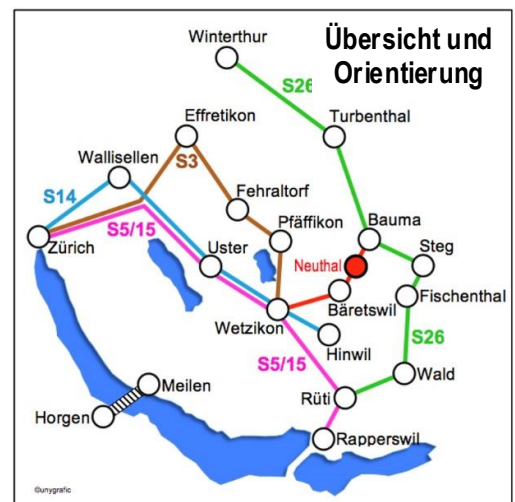 Übersicht und
Orientierung
Winterthur
S26
Effretikon
Turbenthal
S3
Wallisellen
S14
Fehraltorf
Bauma
Pfäffikon
S5/15
Steg
Zürich
Uster
Neuthal
Fischenthal
Bäretswil
Wetzikon
S26
Hinwil
S5/15
Wald
Meilen
Rüti
Horgen
Rapperswil
©unygrafic